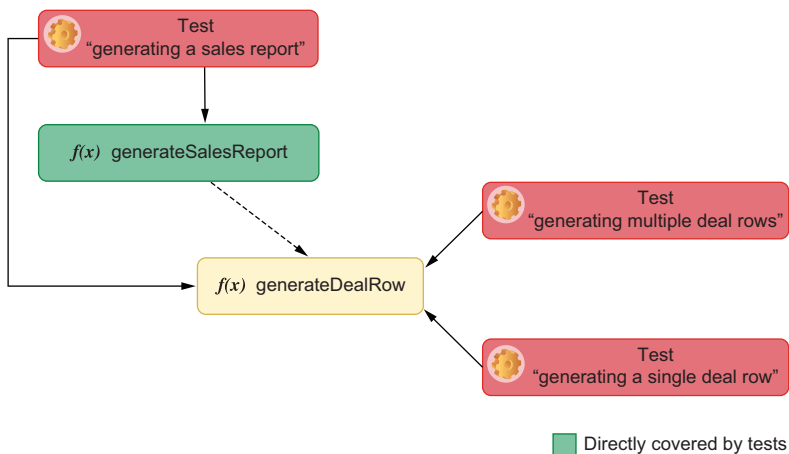 Test
“generating a sales report”
f(x) generateSalesReport
Test
“generating multiple deal rows”
f(x) generateDealRow
Test
“generating a single deal row”
Directly covered by tests